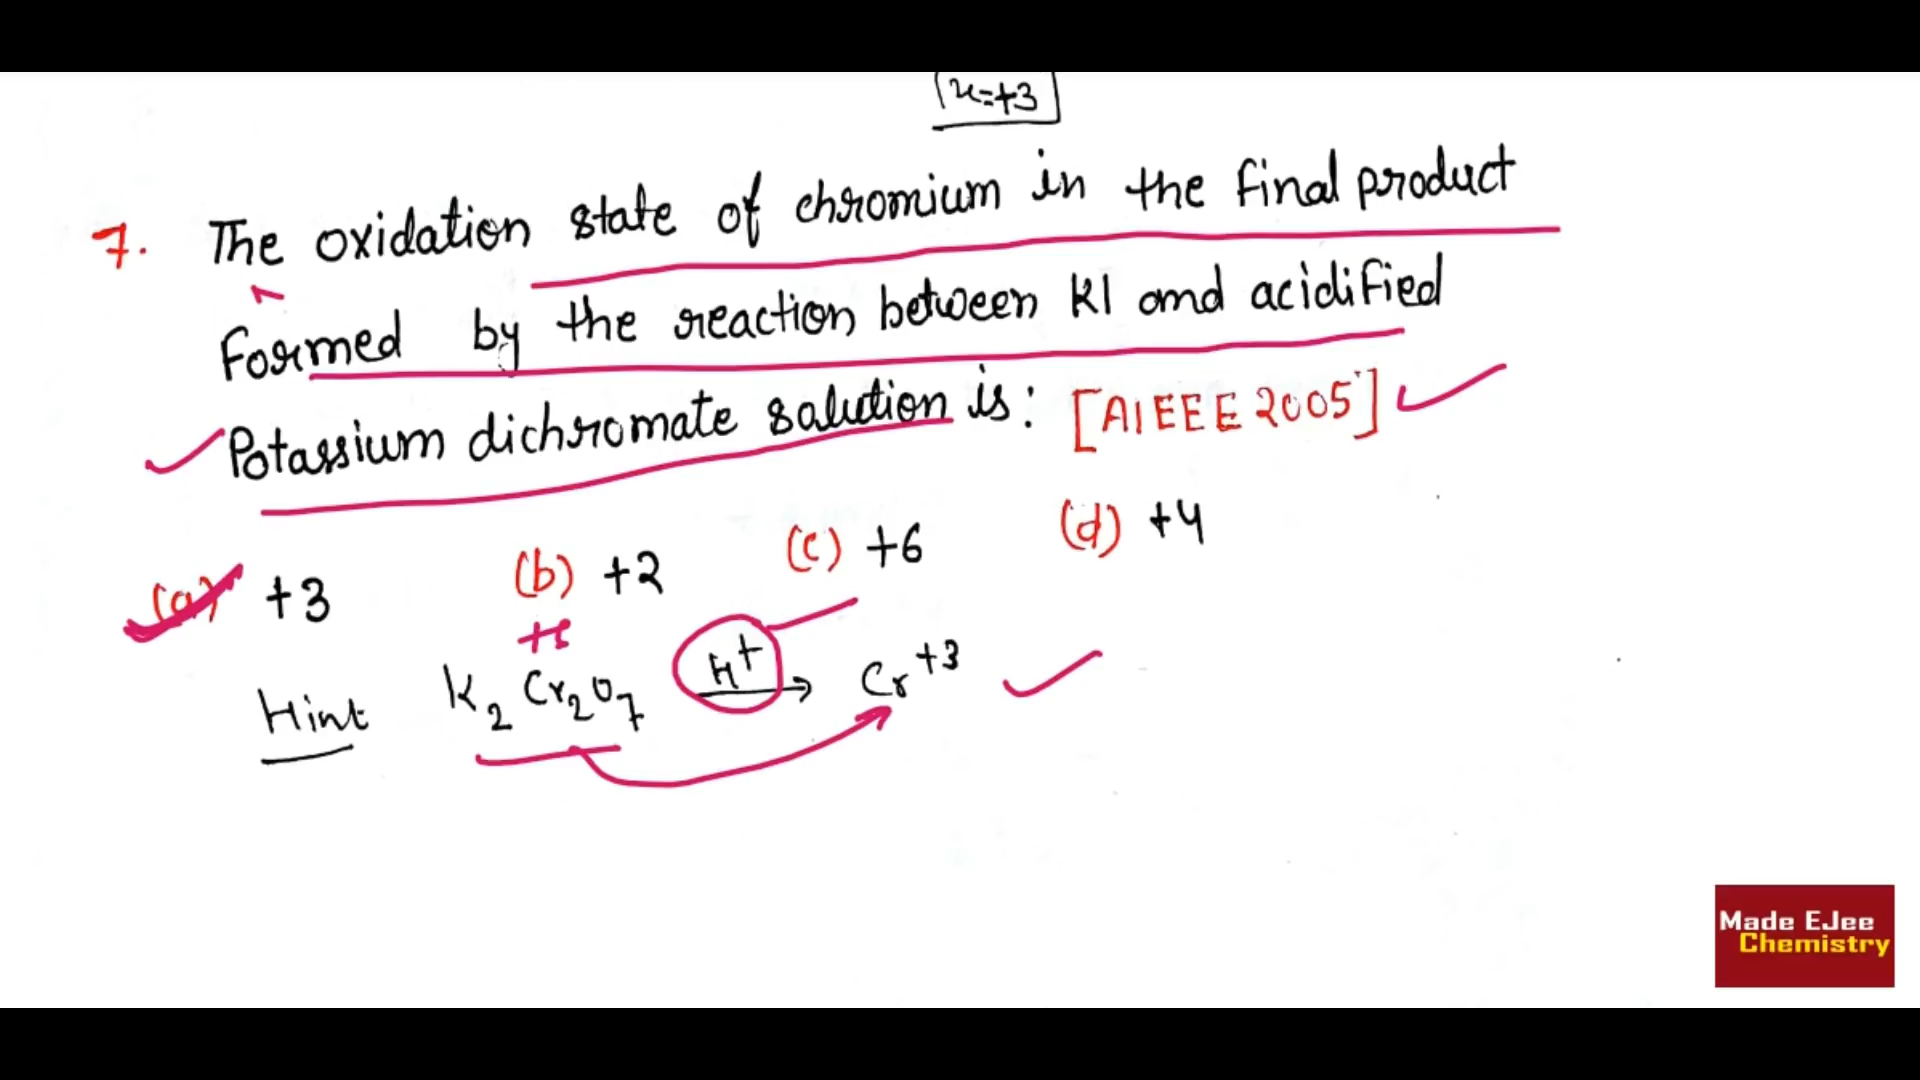 x=+3
7. The oxidation state of chromium in the final product
formed by the reaction between KI and acidified
Potassium dichromate solution is: [AIEEE 2005]
(a) +3 (b) +2 (c) +6 (d) +4
Hint K₂Cr₂O₇ H⁺ → Cr⁺³
Made EJee
Chemistry